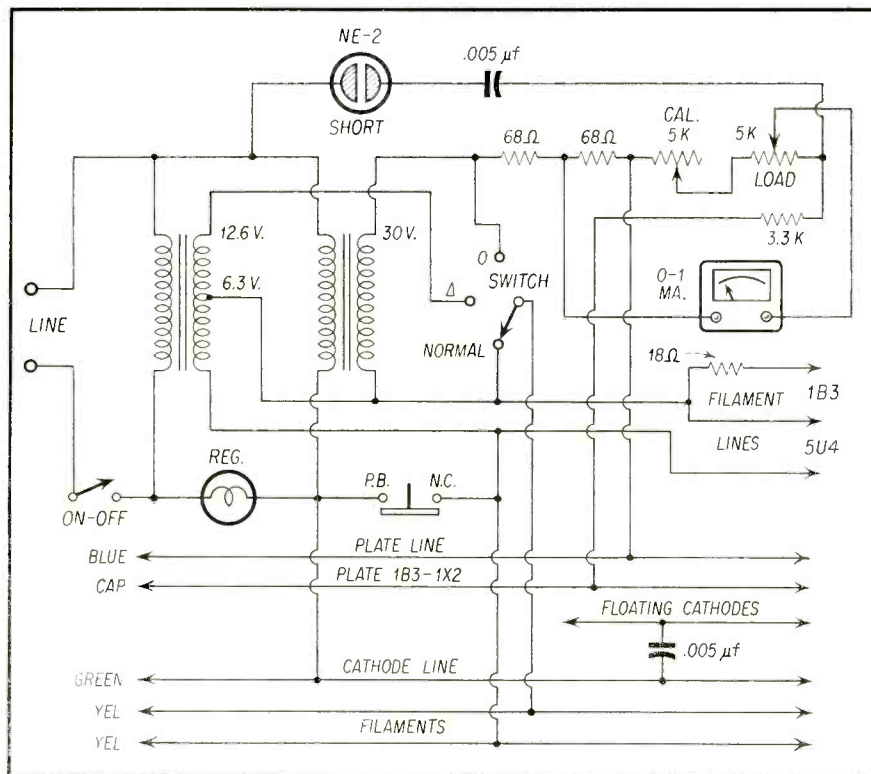 NE-2
.005 µf
SHORT
CAL.
5K
5K
68Ω
68Ω
LOAD
3.3K
12.6 V.
30 V.
O
SWITCH
0-1
MA.
6.3 V.
Δ
LINE
NORMAL
18Ω
1B3
FILAMENT
LINES
5U4
REG.
P.B.
N.C.
ON-OFF
BLUE
PLATE LINE
CAP
PLATE 1B3-1X2
FLOATING CATHODES
.005 µf
GREEN
CATHODE LINE
YEL
FILAMENTS
YEL